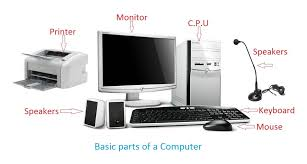 Monitor
C.P.U
Printer
Speakers
Speakers
Keyboard
Mouse
Basic parts of a Computer